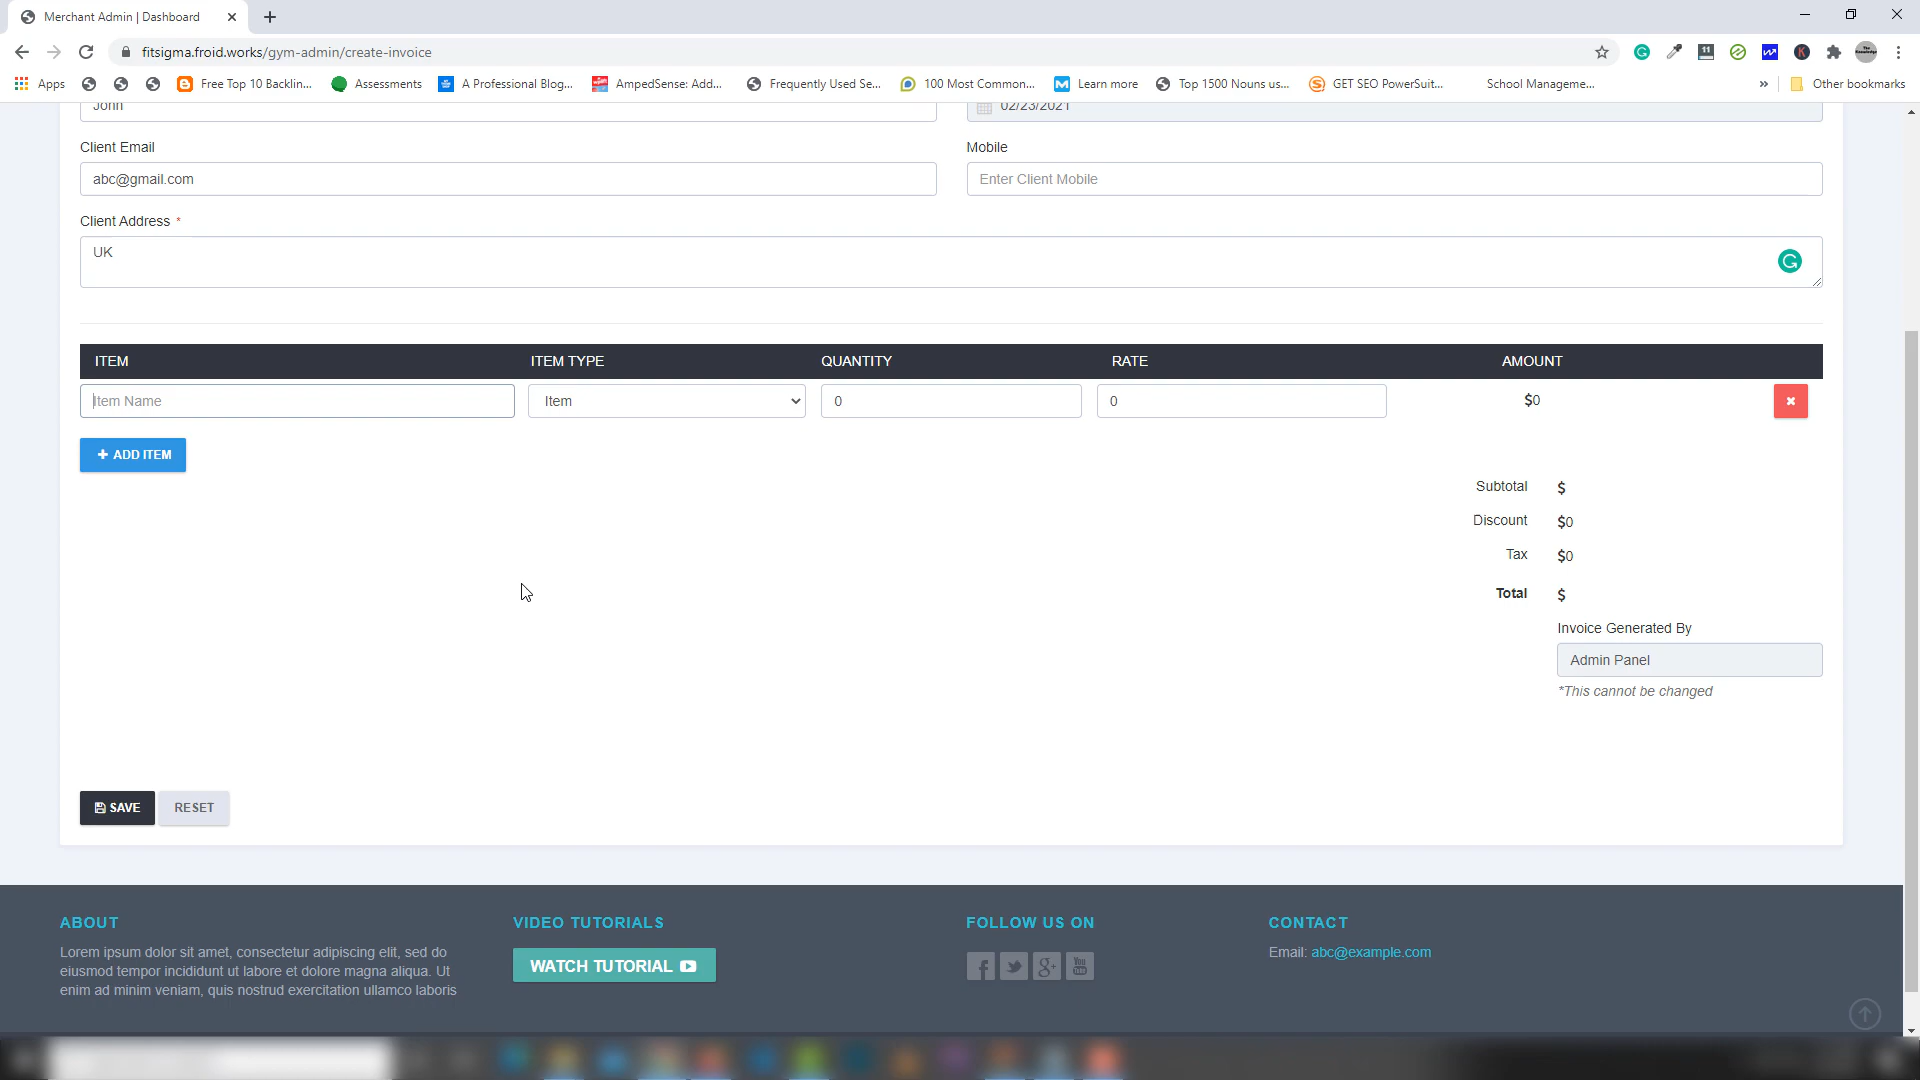 Merchant Admin | Dashboard
fitsigma.froid.works/gym-admin/create-invoice
Apps Free Top 10 Backlin... Assessments A Professional Blog... AmpedSense: Add... Frequently Used Se... 100 Most Common... Learn more Top 1500 Nouns us... GET SEO PowerSuit... School Manageme... » Other bookmarks
John 02/23/2021
Client Email Mobile
abc@gmail.com Enter Client Mobile
Client Address *
UK
ITEM ITEM TYPE QUANTITY RATE AMOUNT
Item Name Item 0 0 $0
+ ADD ITEM
Subtotal $
Discount $0
Tax $0
Total $
Invoice Generated By
Admin Panel
*This cannot be changed
SAVE RESET
ABOUT VIDEO TUTORIALS FOLLOW US ON CONTACT
Lorem ipsum dolor sit amet, consectetur adipiscing elit, sed do WATCH TUTORIAL Email: abc@example.com
eiusmod tempor incididunt ut labore et dolore magna aliqua. Ut
enim ad minim veniam, quis nostrud exercitation ullamco laboris